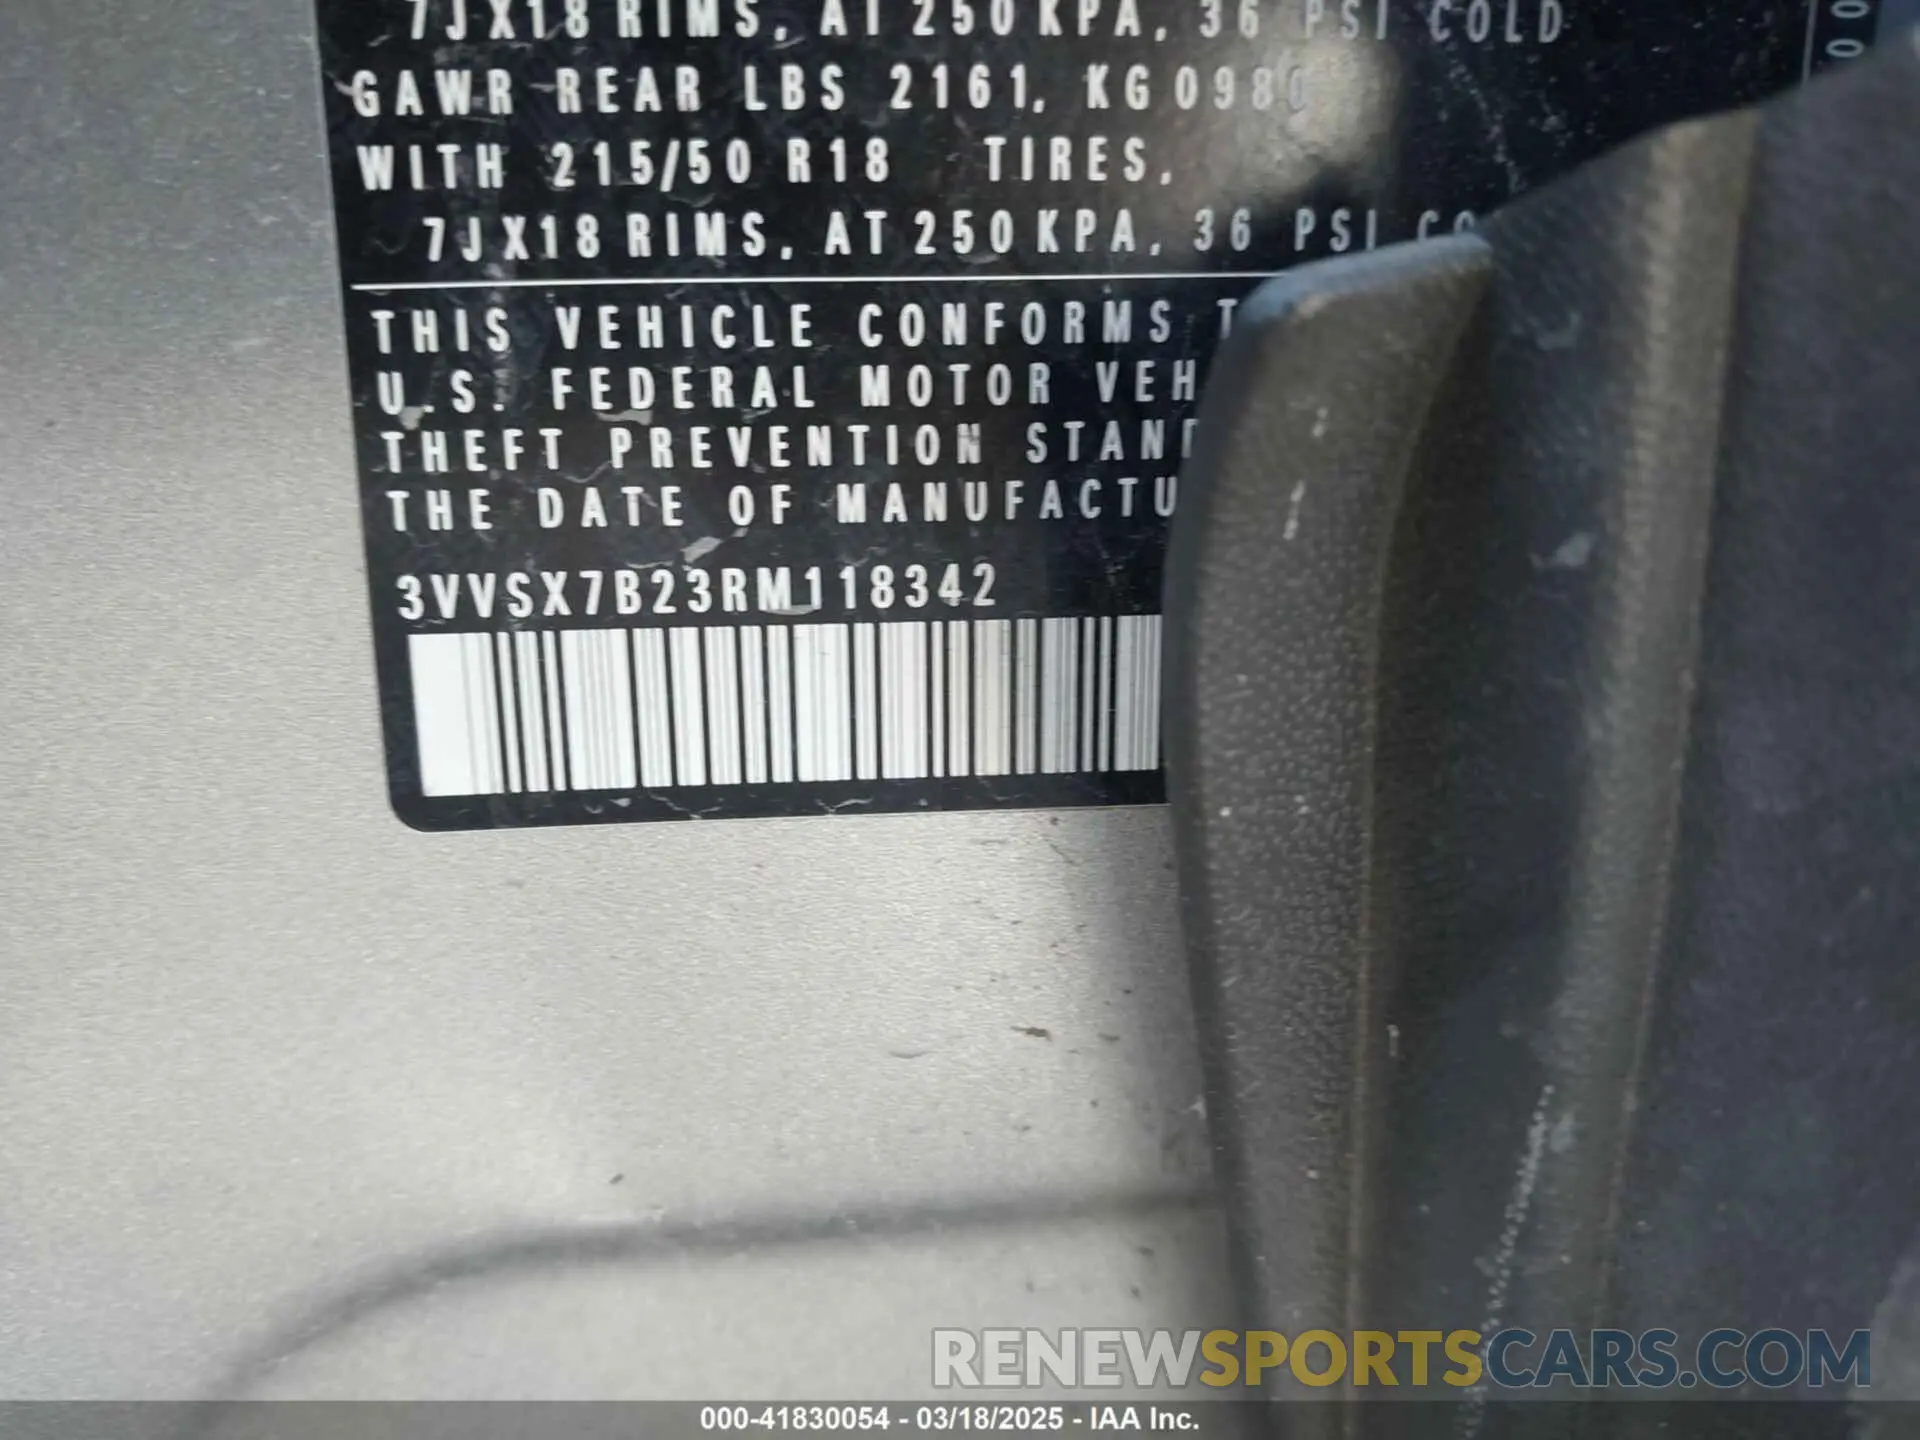 7JX18 RIMS, AT 250 KPA, 36 PSI COLD
GAWR REAR LBS 2161, KG 0980
WITH 215/50 R18 TIRES,
7JX18 RIMS, AT 250 KPA, 36 PSI CO
THIS VEHICLE CONFORMS T
U.S. FEDERAL MOTOR VEH
THEFT PREVENTION STAND
THE DATE OF MANUFACTU
3VVSX7B23RM118342
RENEWSPORTSCARS.COM
000-41830054 - 03/18/2025 - IAA Inc.